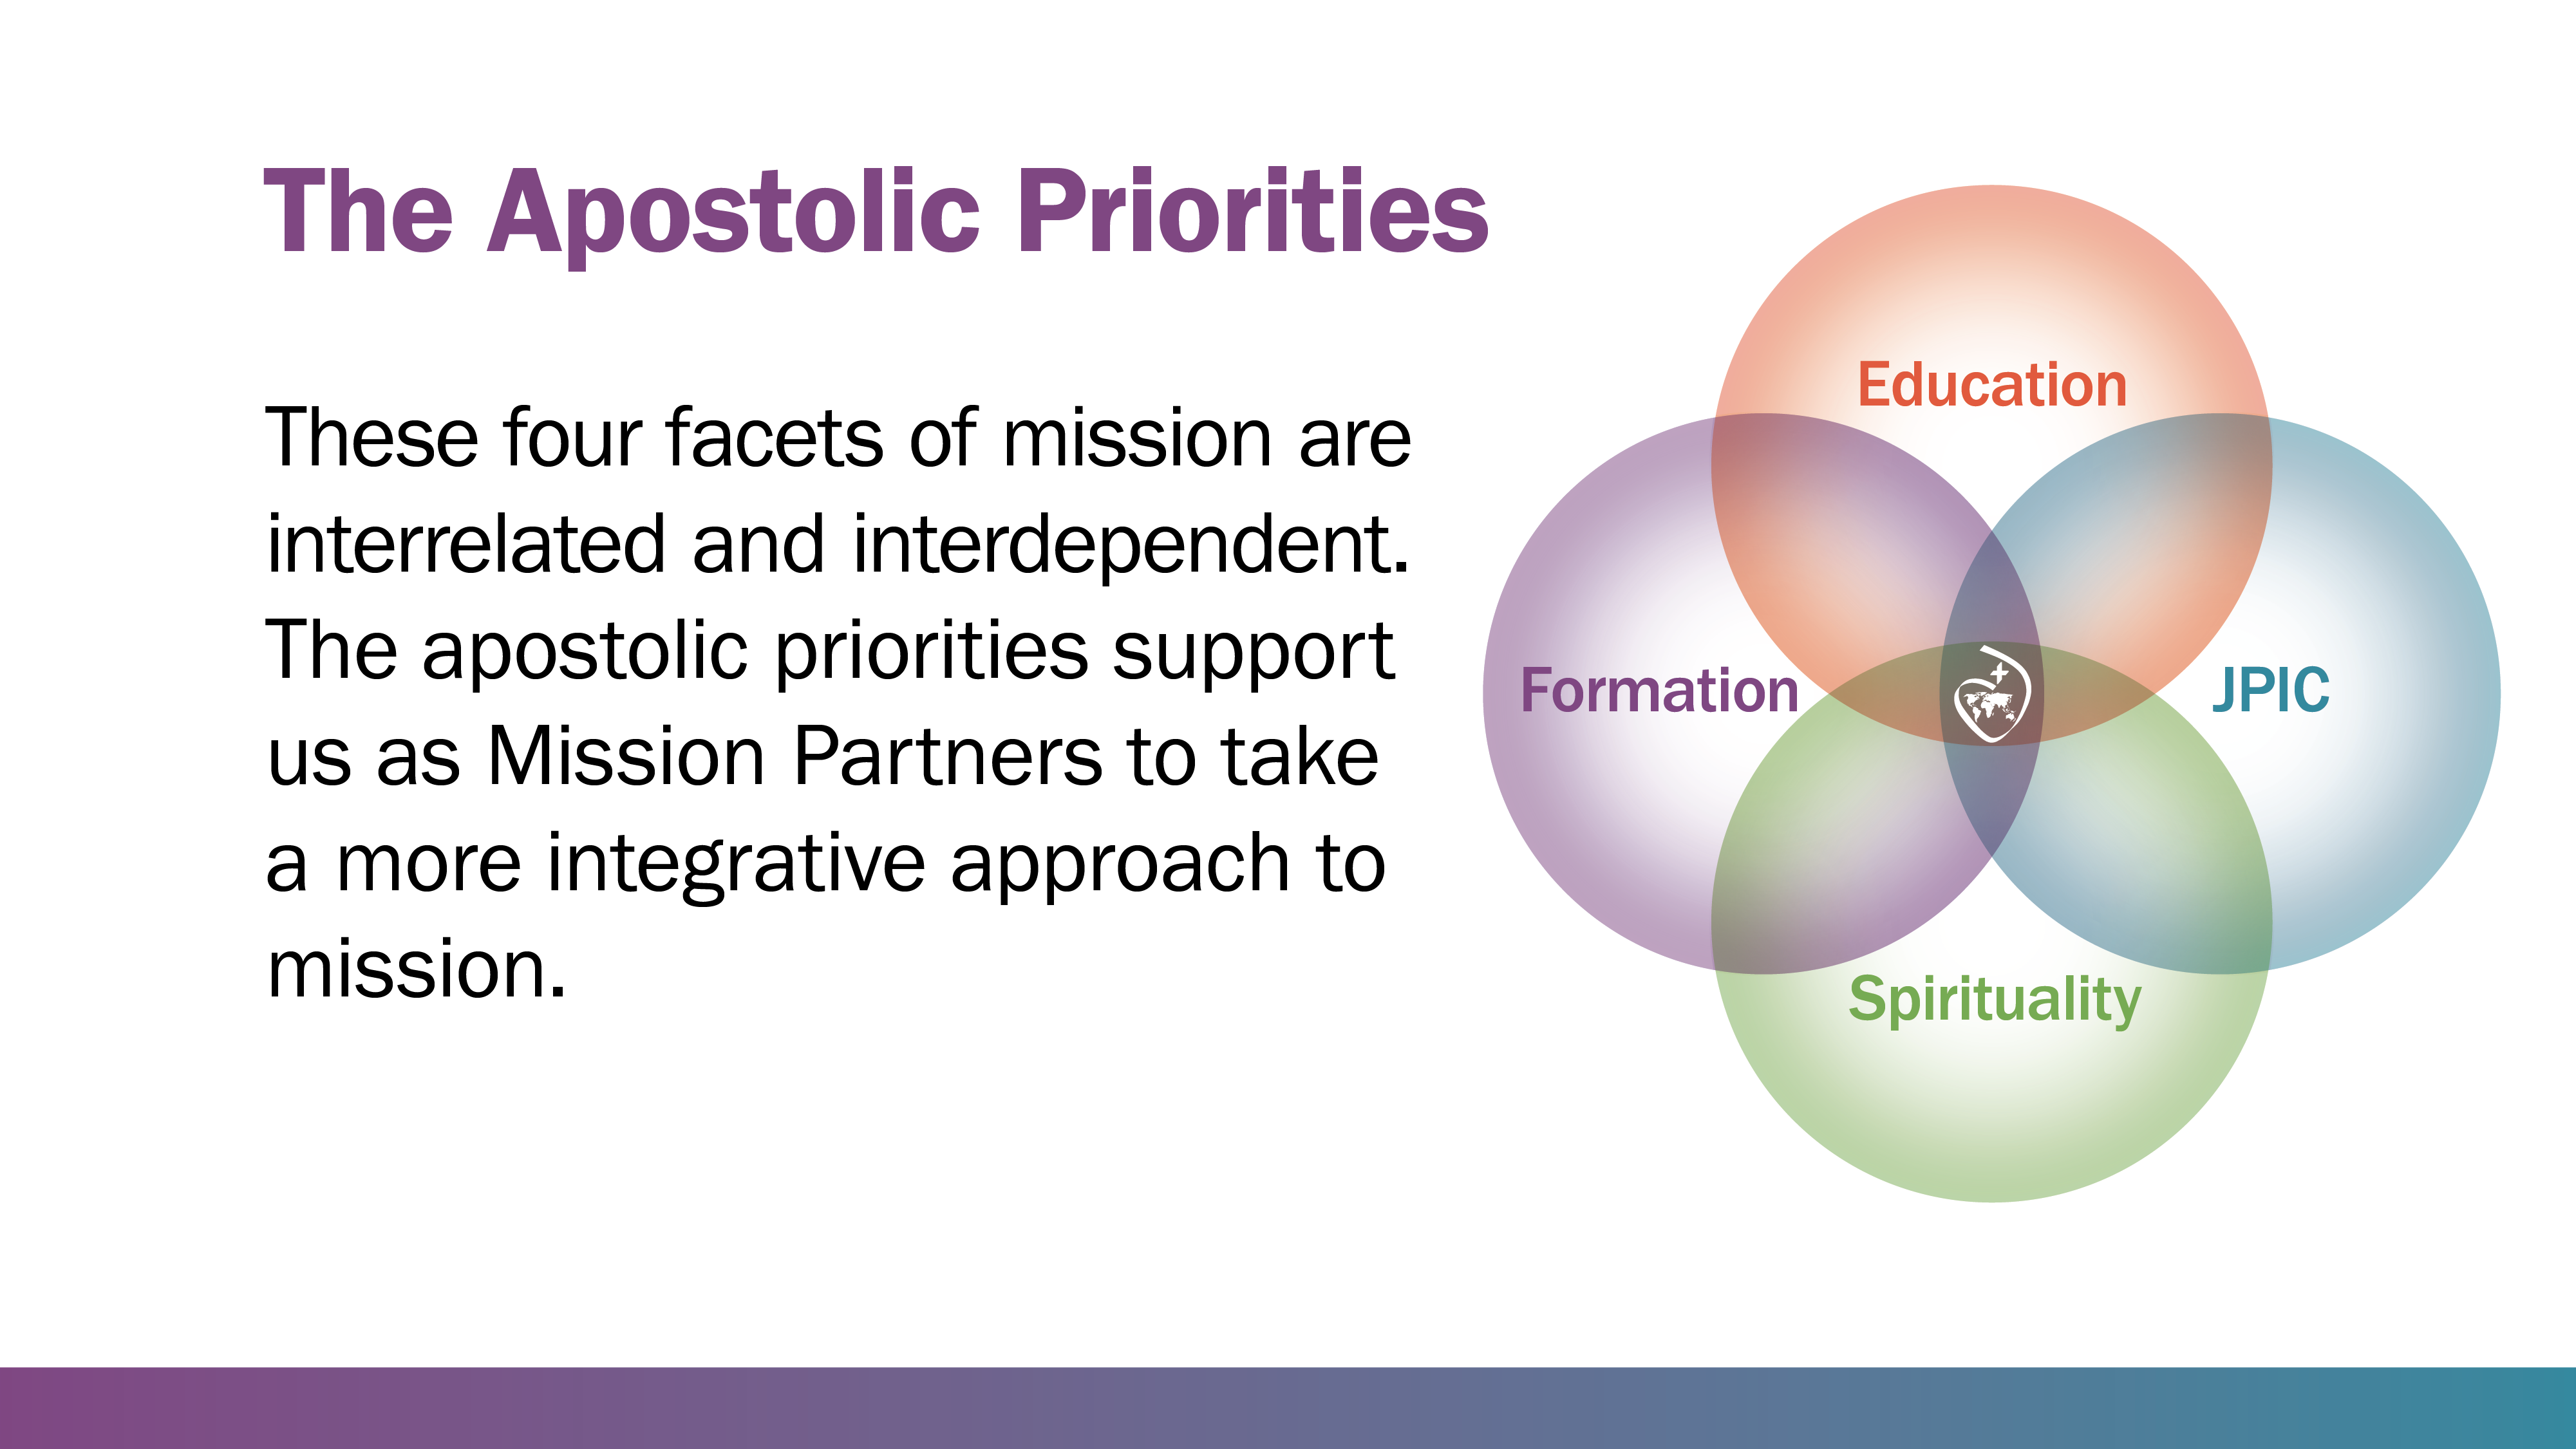 The Apostolic Priorities
These four facets of mission are
interrelated and interdependent.
The apostolic priorities support
us as Mission Partners to take
a more integrative approach to
mission.
Education
Formation
JPIC
Spirituality